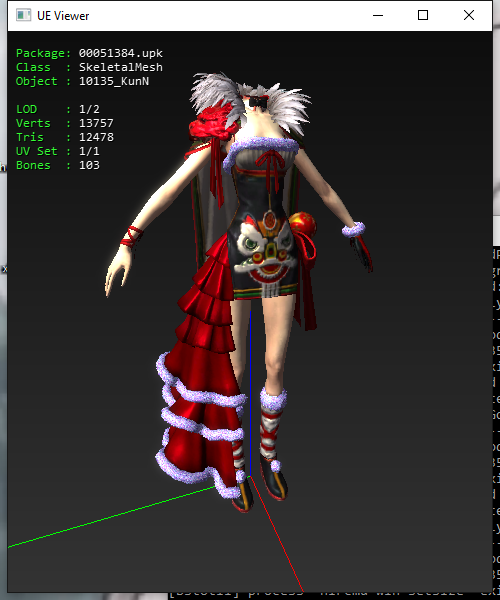 UE Viewer
Package: 00051384.upk
Class : SkeletalMesh
Object : 10135_KunN
LOD : 1/2
Verts : 13757
Tris : 12478
UV Set : 1/1
Bones : 103